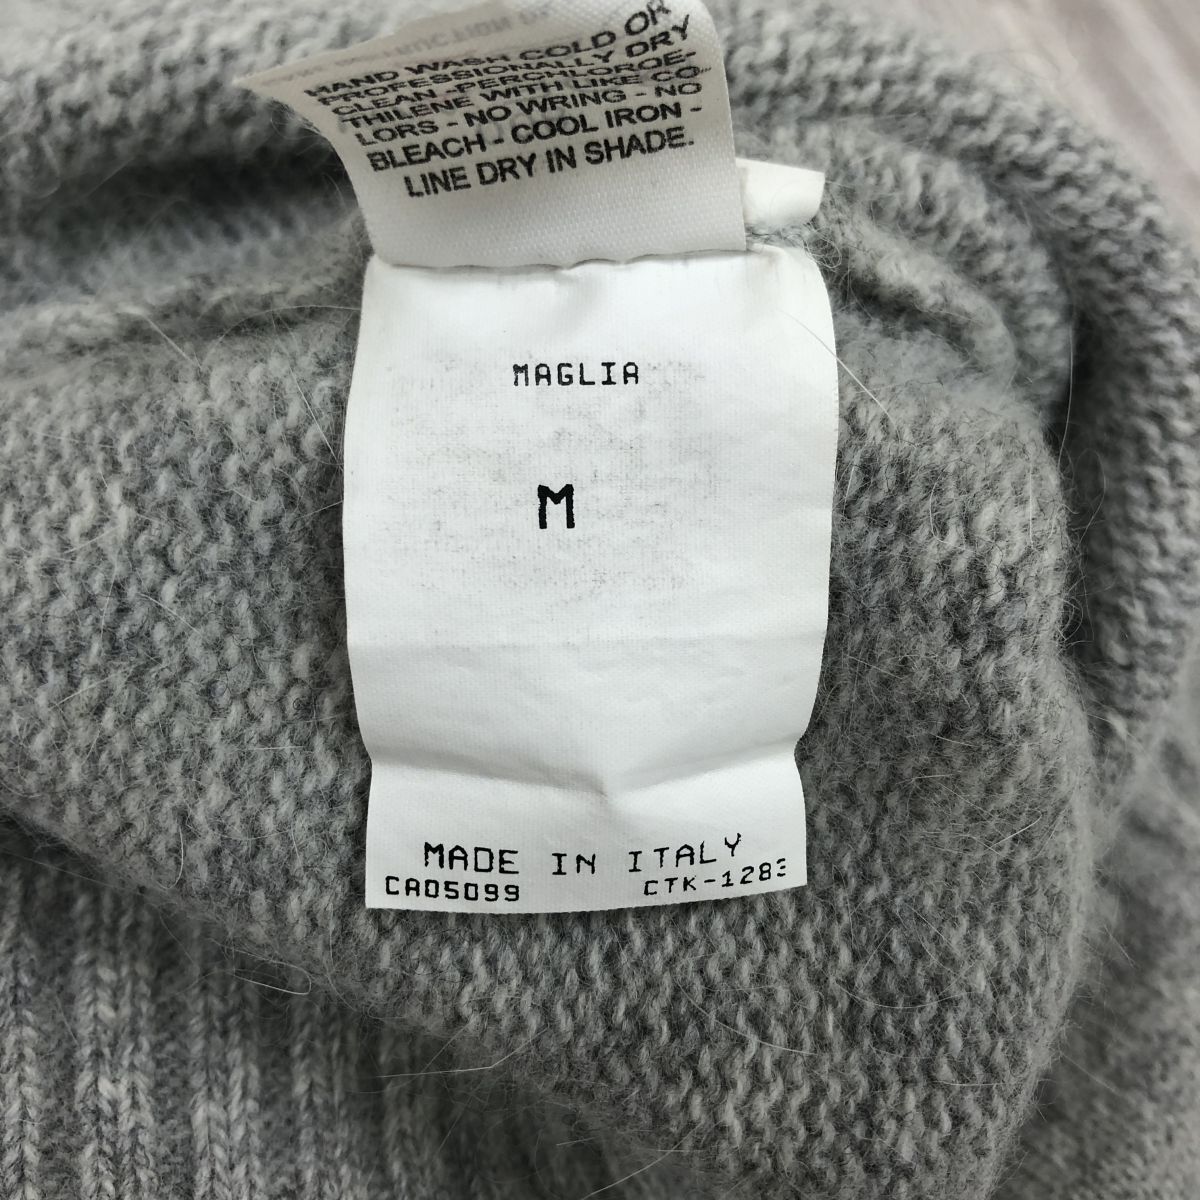 HAND WASH COLD OR
PROFESSIONALLY DRY
CLEAN -PERCHLOROE-
THILENE WITH LIKE CO-
LORS - NO WRING - NO
BLEACH - COOL IRON -
LINE DRY IN SHADE.
MAGLIA
M
MADE IN ITALY
CA05099 CTK-1283